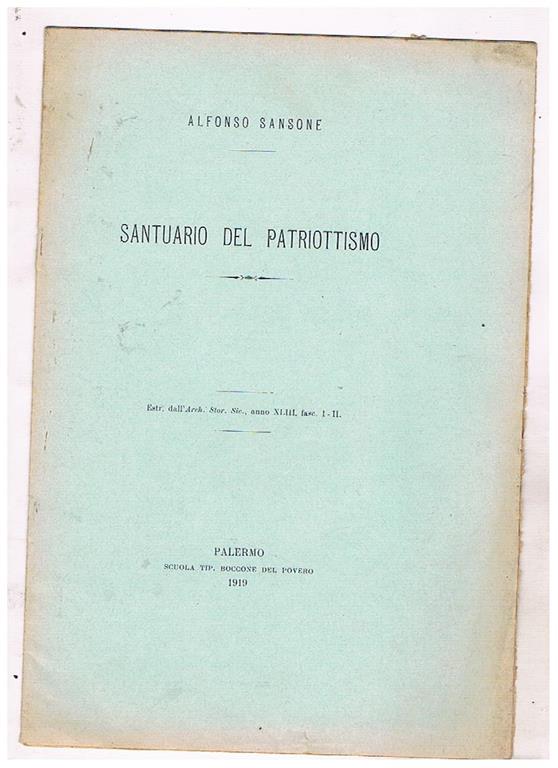 ALFONSO SANSONE
SANTUARIO DEL PATRIOTTISMO
Estr. dall'Arch. Stor. Sic., anno XLIII, fasc. I-II.
PALERMO
SCUOLA TIP. BOCCONE DEL POVERO
1919